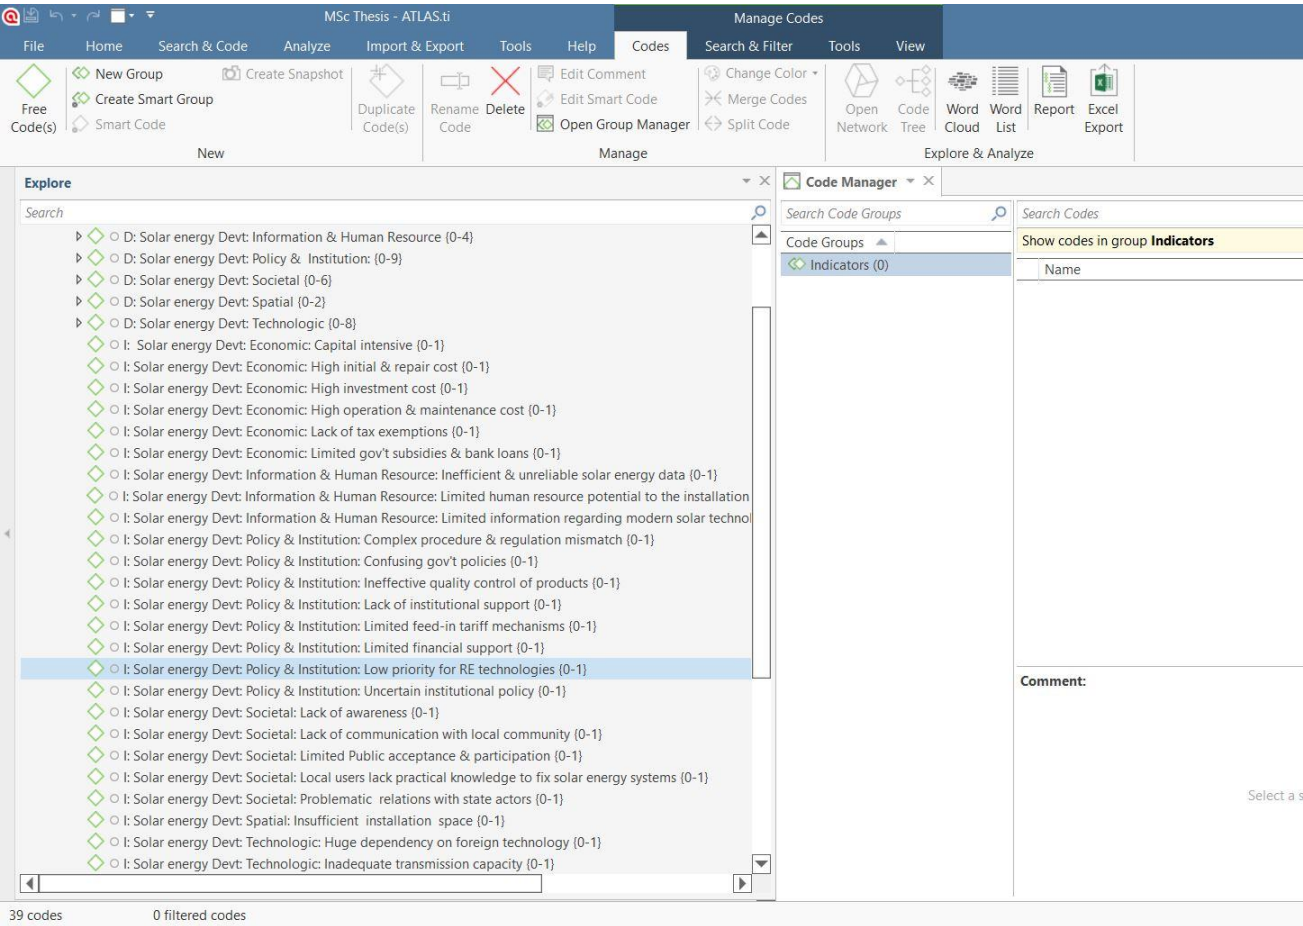 MSc Thesis - ATLAS.ti
Manage Codes
File Home Search & Code Analyze Import & Export Tools Help Codes Search & Filter Tools View
Free Code(s)
New Group
Create Smart Group
Smart Code
Create Snapshot
Duplicate Code(s)
New
Rename Code
Delete
Edit Comment
Edit Smart Code
Open Group Manager
Change Color
Merge Codes
Split Code
Manage
Open Network
Code Tree
Word Cloud
Word List
Report
Excel Export
Explore & Analyze
Explore
Search
D: Solar energy Devt: Information & Human Resource {0-4}
D: Solar energy Devt: Policy & Institution: {0-9}
D: Solar energy Devt: Societal {0-6}
D: Solar energy Devt: Spatial {0-2}
D: Solar energy Devt: Technologic {0-8}
I: Solar energy Devt: Economic: Capital intensive {0-1}
I: Solar energy Devt: Economic: High initial & repair cost {0-1}
I: Solar energy Devt: Economic: High investment cost {0-1}
I: Solar energy Devt: Economic: High operation & maintenance cost {0-1}
I: Solar energy Devt: Economic: Lack of tax exemptions {0-1}
I: Solar energy Devt: Economic: Limited gov't subsidies & bank loans {0-1}
I: Solar energy Devt: Information & Human Resource: Inefficient & unreliable solar energy data {0-1}
I: Solar energy Devt: Information & Human Resource: Limited human resource potential to the installation
I: Solar energy Devt: Information & Human Resource: Limited information regarding modern solar technol
I: Solar energy Devt: Policy & Institution: Complex procedure & regulation mismatch {0-1}
I: Solar energy Devt: Policy & Institution: Confusing gov't policies {0-1}
I: Solar energy Devt: Policy & Institution: Ineffective quality control of products {0-1}
I: Solar energy Devt: Policy & Institution: Lack of institutional support {0-1}
I: Solar energy Devt: Policy & Institution: Limited feed-in tariff mechanisms {0-1}
I: Solar energy Devt: Policy & Institution: Limited financial support {0-1}
I: Solar energy Devt: Policy & Institution: Low priority for RE technologies {0-1}
I: Solar energy Devt: Policy & Institution: Uncertain institutional policy {0-1}
I: Solar energy Devt: Societal: Lack of awareness {0-1}
I: Solar energy Devt: Societal: Lack of communication with local community {0-1}
I: Solar energy Devt: Societal: Limited Public acceptance & participation {0-1}
I: Solar energy Devt: Societal: Local users lack practical knowledge to fix solar energy systems {0-1}
I: Solar energy Devt: Societal: Problematic relations with state actors {0-1}
I: Solar energy Devt: Spatial: Insufficient installation space {0-1}
I: Solar energy Devt: Technologic: Huge dependency on foreign technology {0-1}
I: Solar energy Devt: Technologic: Inadequate transmission capacity {0-1}
Code Manager
Search Code Groups
Code Groups
Indicators (0)
Search Codes
Show codes in group Indicators
Name
Comment:
Select a s
39 codes 0 filtered codes